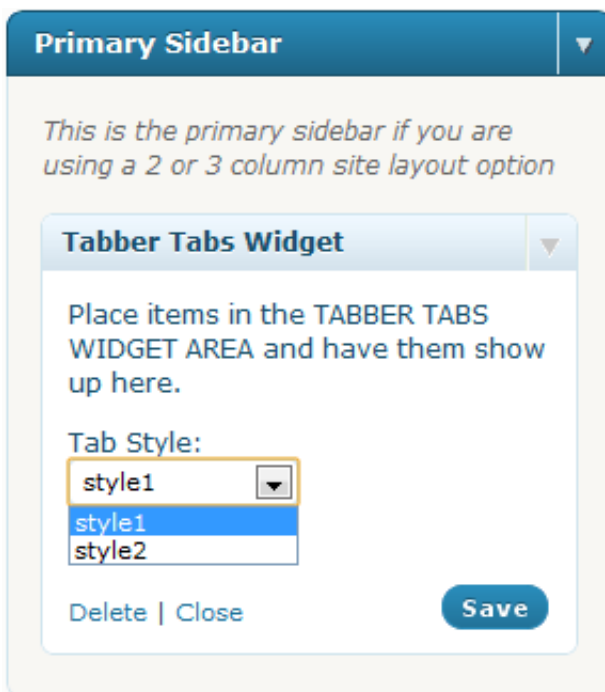 Primary Sidebar
This is the primary sidebar if you are
using a 2 or 3 column site layout option
Tabber Tabs Widget
Place items in the TABBER TABS
WIDGET AREA and have them show
up here.
Tab Style:
style1
style1
style2
Delete | Close
Save